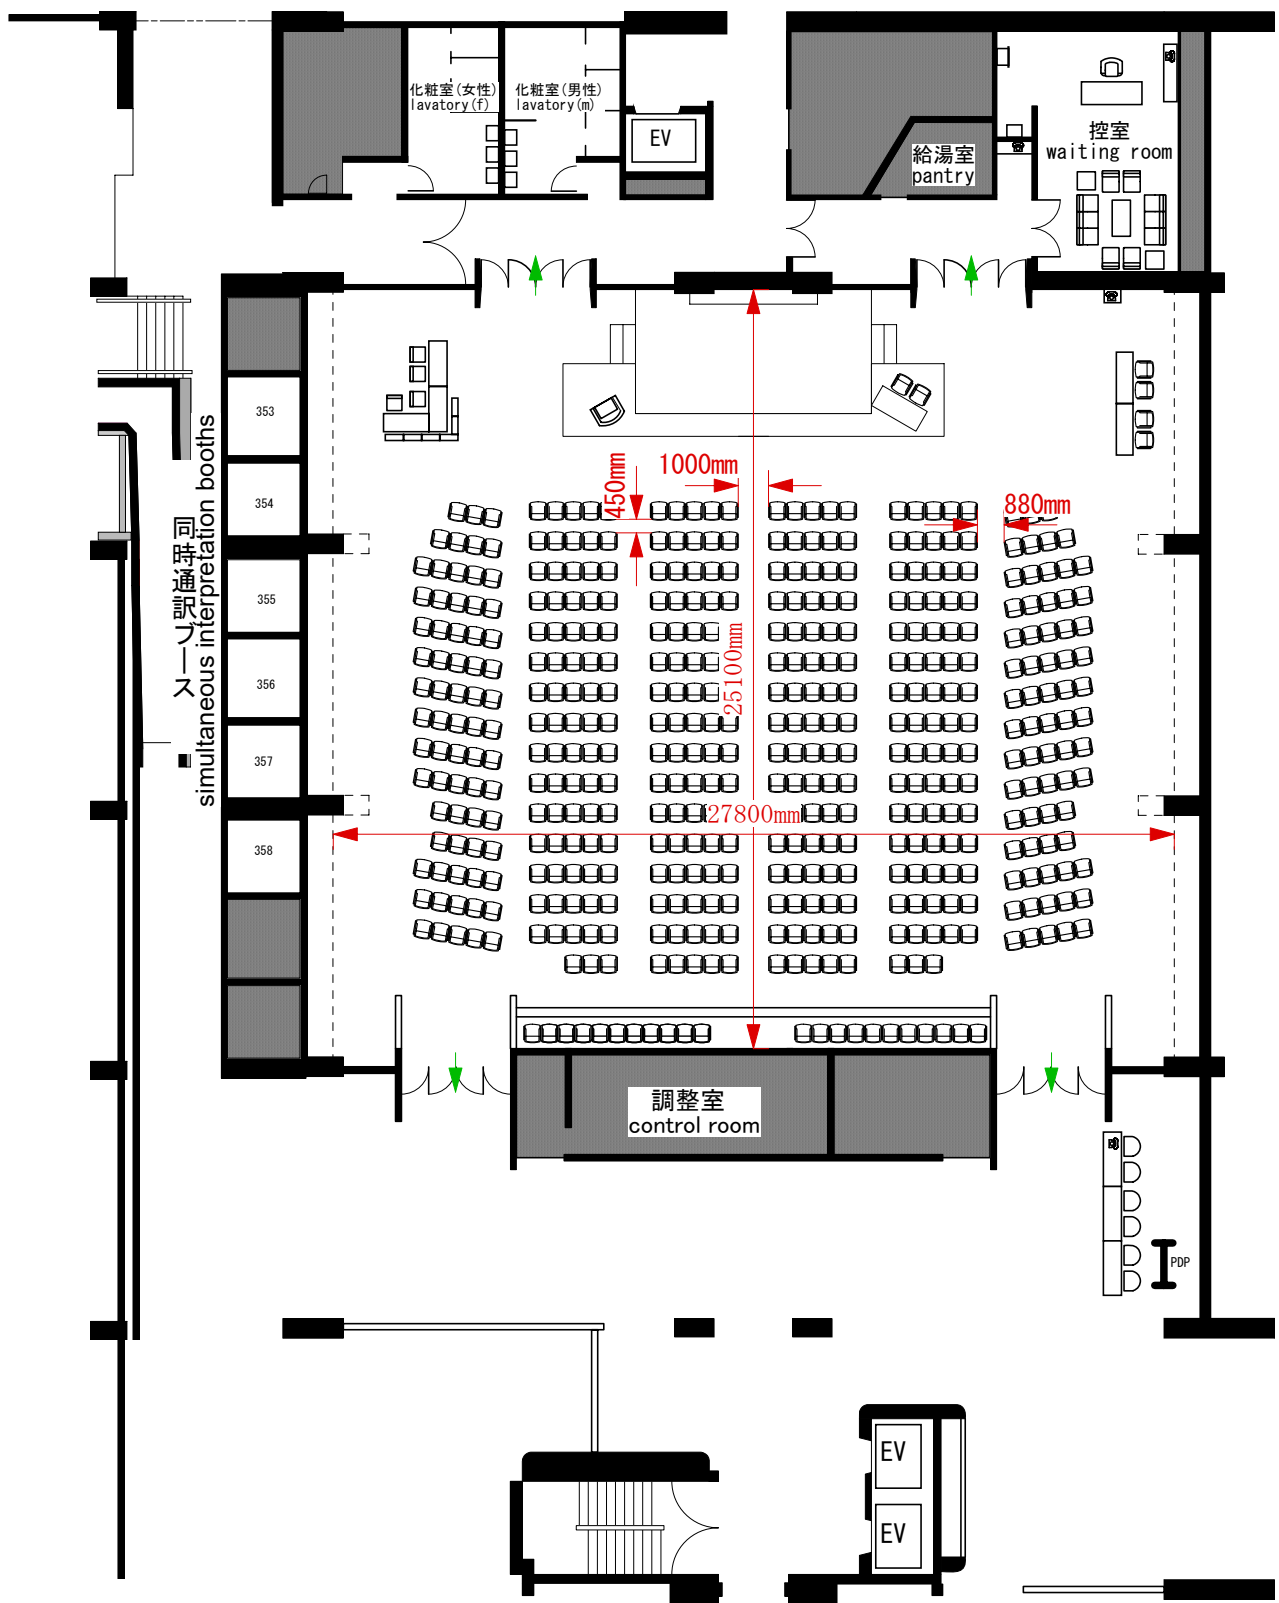 化粧室(女性)
lavatory(f)
化粧室(男性)
lavatory(m)
EV
給湯室
pantry
控室
waiting room
353
354
355
356
357
358
同時通訳ブース
simultaneous interpretation booths
450mm
1000mm
880mm
25100mm
27800mm
調整室
control room
PDP
EV
EV